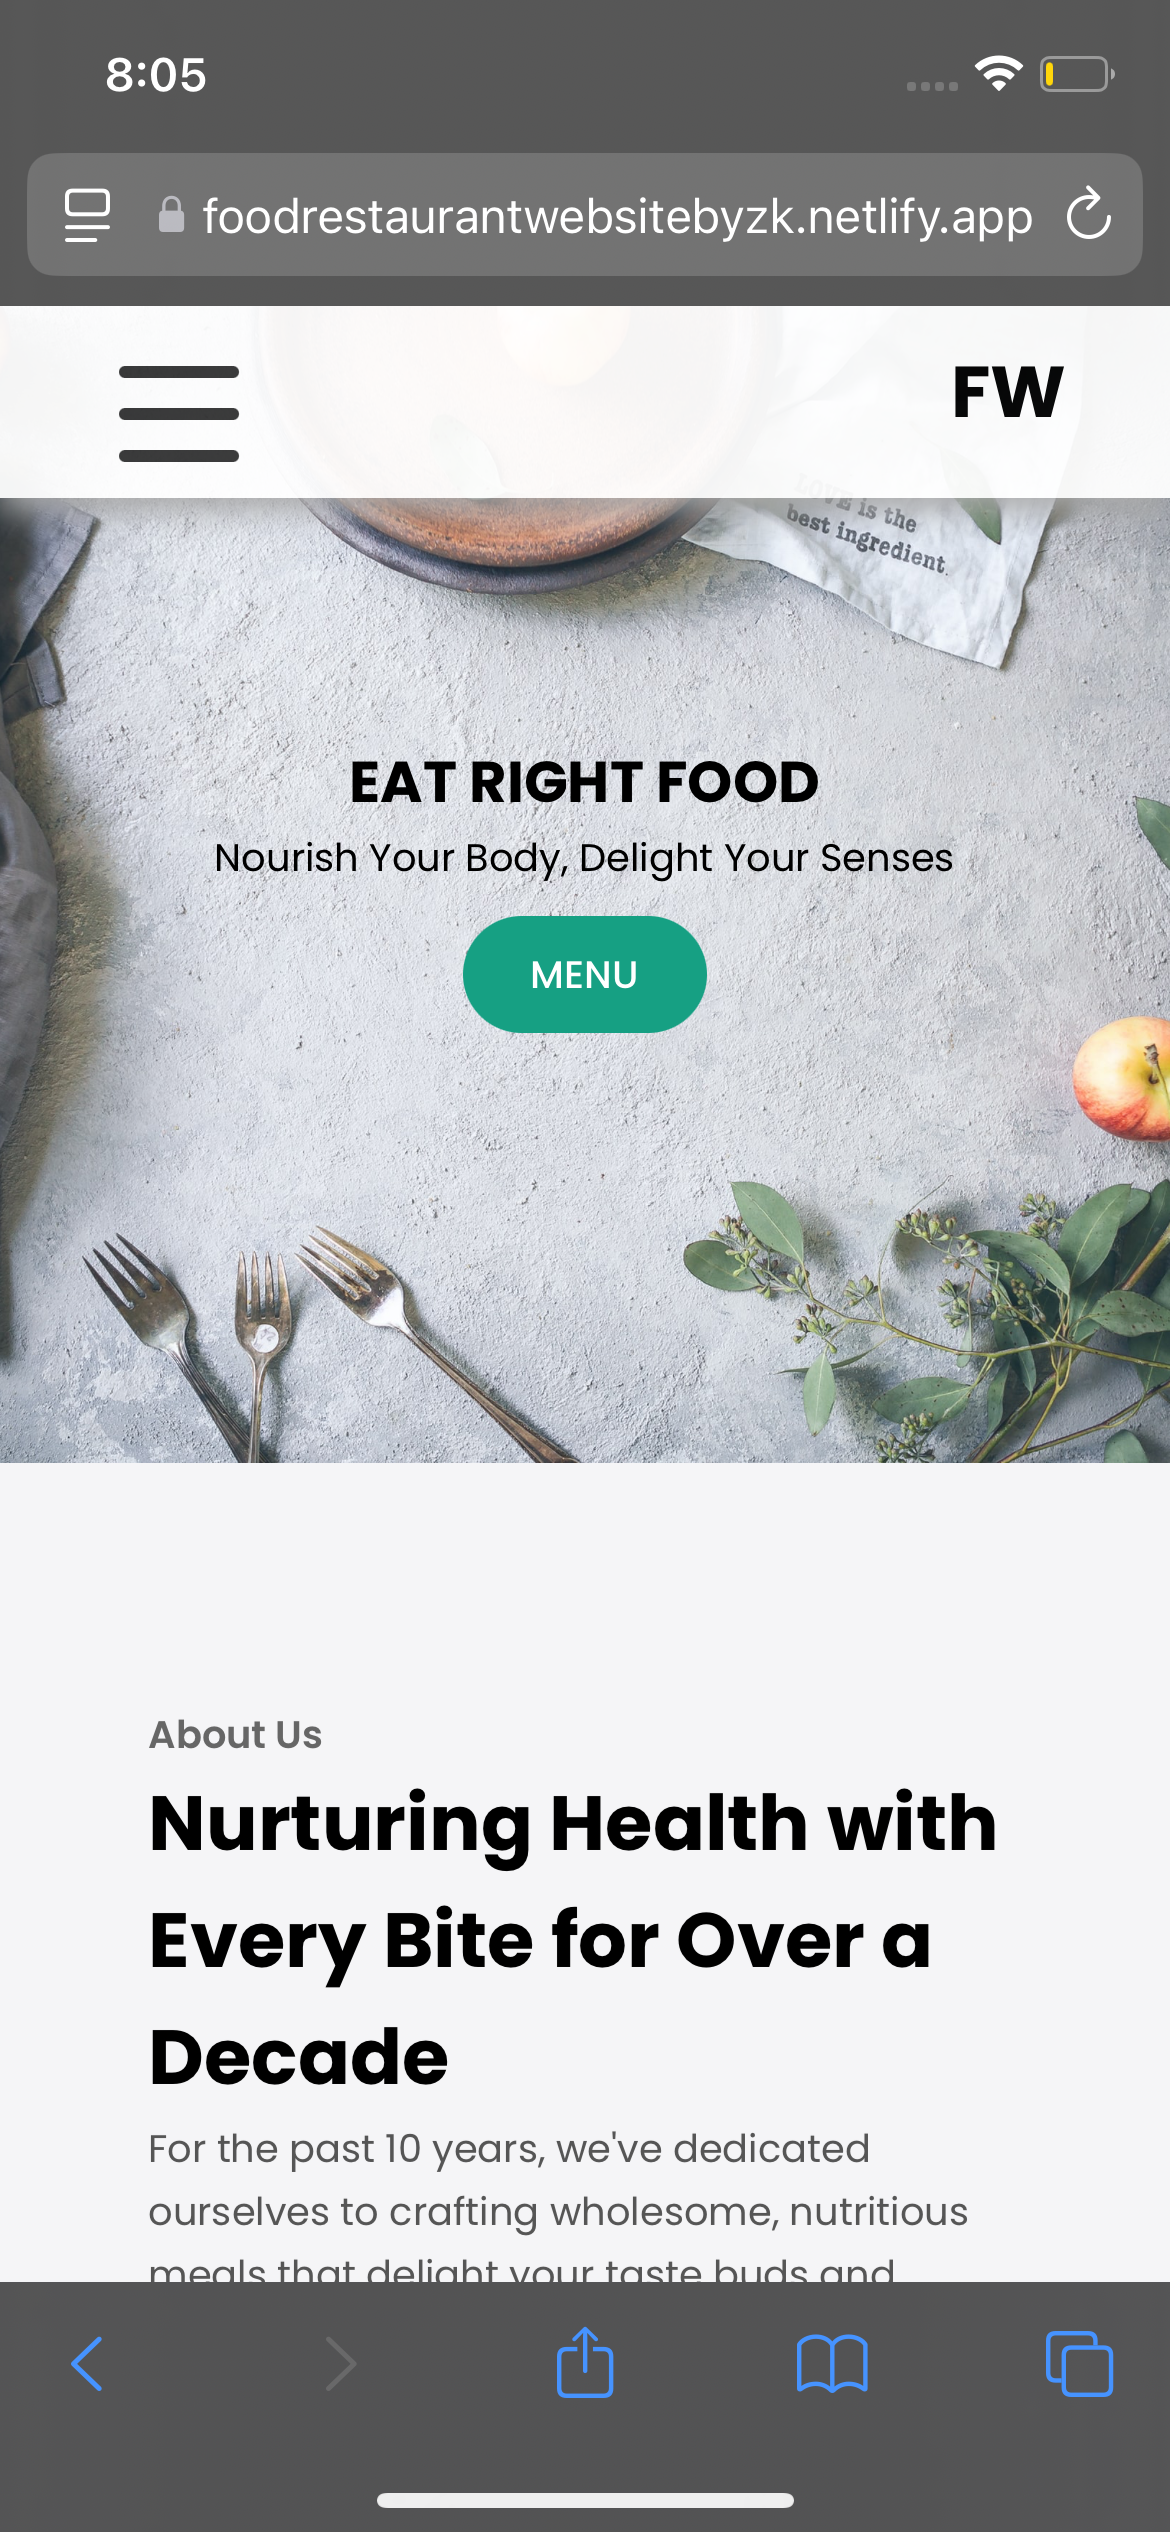 8:05
foodrestaurantwebsitebyzk.netlify.app
FW
LOVE is the
best ingredient.
EAT RIGHT FOOD
Nourish Your Body, Delight Your Senses
MENU
About Us
Nurturing Health with
Every Bite for Over a
Decade
For the past 10 years, we've dedicated
ourselves to crafting wholesome, nutritious
meals that delight your taste buds and